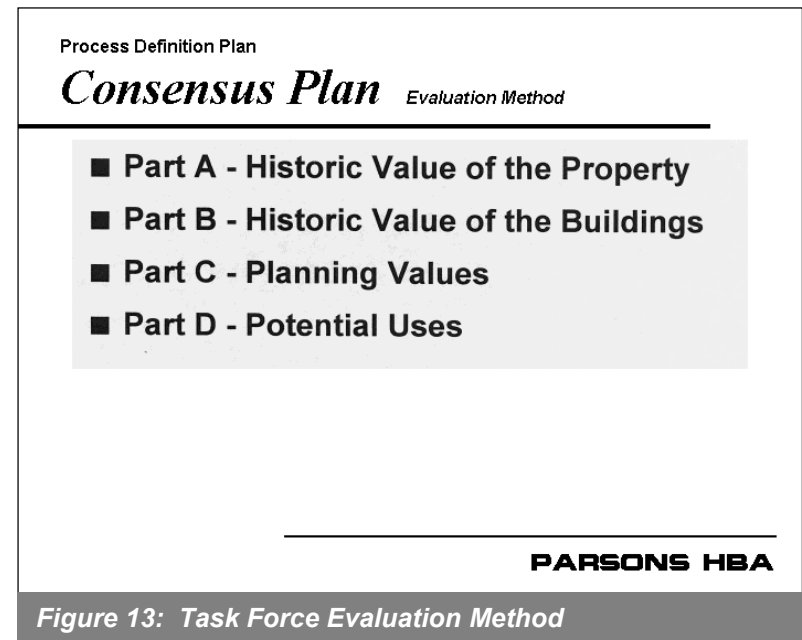 Process Definition Plan
Consensus Plan Evaluation Method
■ Part A - Historic Value of the Property
■ Part B - Historic Value of the Buildings
■ Part C - Planning Values
■ Part D - Potential Uses
PARSONS HBA
Figure 13: Task Force Evaluation Method